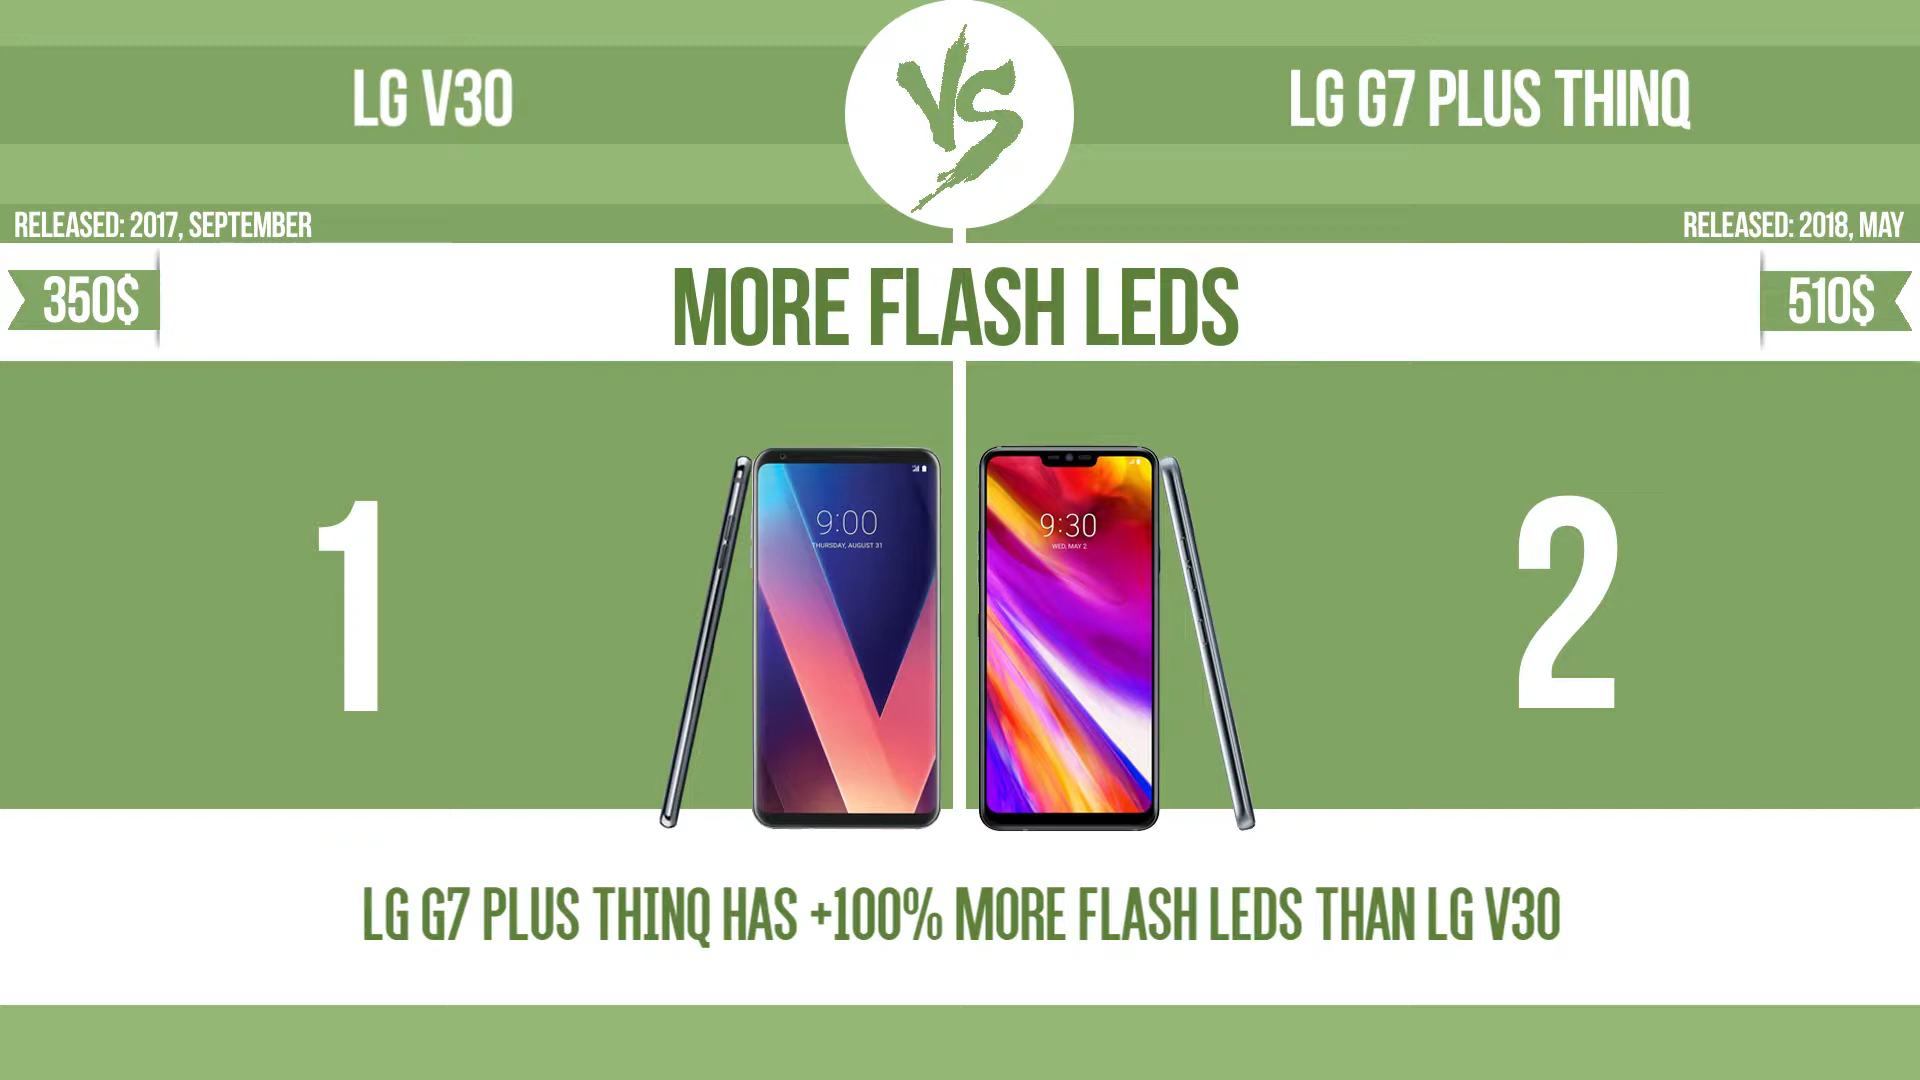 LG V30
VS
LG G7 PLUS THINQ
RELEASED: 2017, SEPTEMBER
RELEASED: 2018, MAY
350$
MORE FLASH LEDS
510$
1
9:00
THURSDAY, AUGUST 31
9:30
WED, MAY 2
2
LG G7 PLUS THINQ HAS +100% MORE FLASH LEDS THAN LG V30